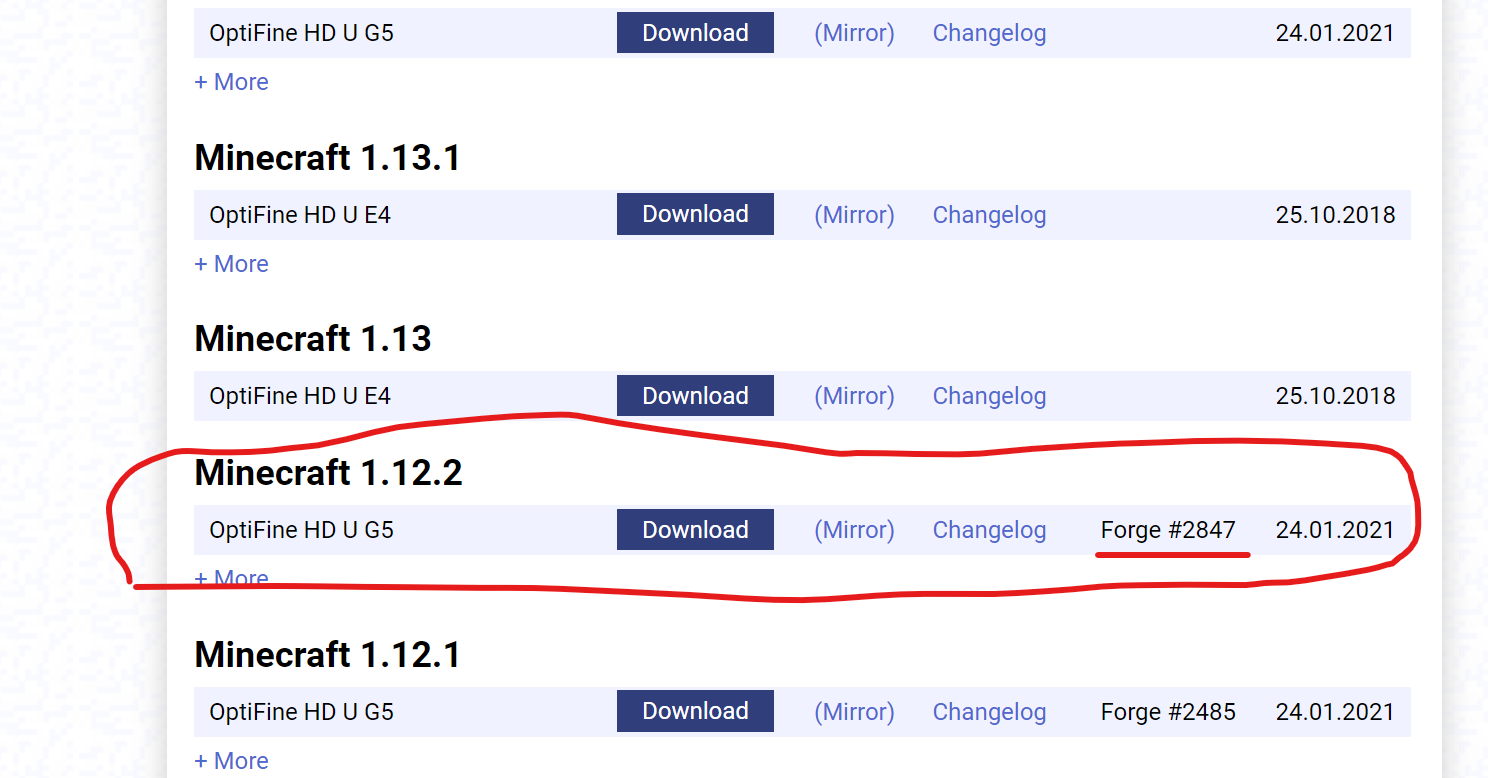 OptiFine HD U G5 Download (Mirror) Changelog 24.01.2021
+ More
Minecraft 1.13.1
OptiFine HD U E4 Download (Mirror) Changelog 25.10.2018
+ More
Minecraft 1.13
OptiFine HD U E4 Download (Mirror) Changelog 25.10.2018
Minecraft 1.12.2
OptiFine HD U G5 Download (Mirror) Changelog Forge #2847 24.01.2021
+ More
Minecraft 1.12.1
OptiFine HD U G5 Download (Mirror) Changelog Forge #2485 24.01.2021
+ More